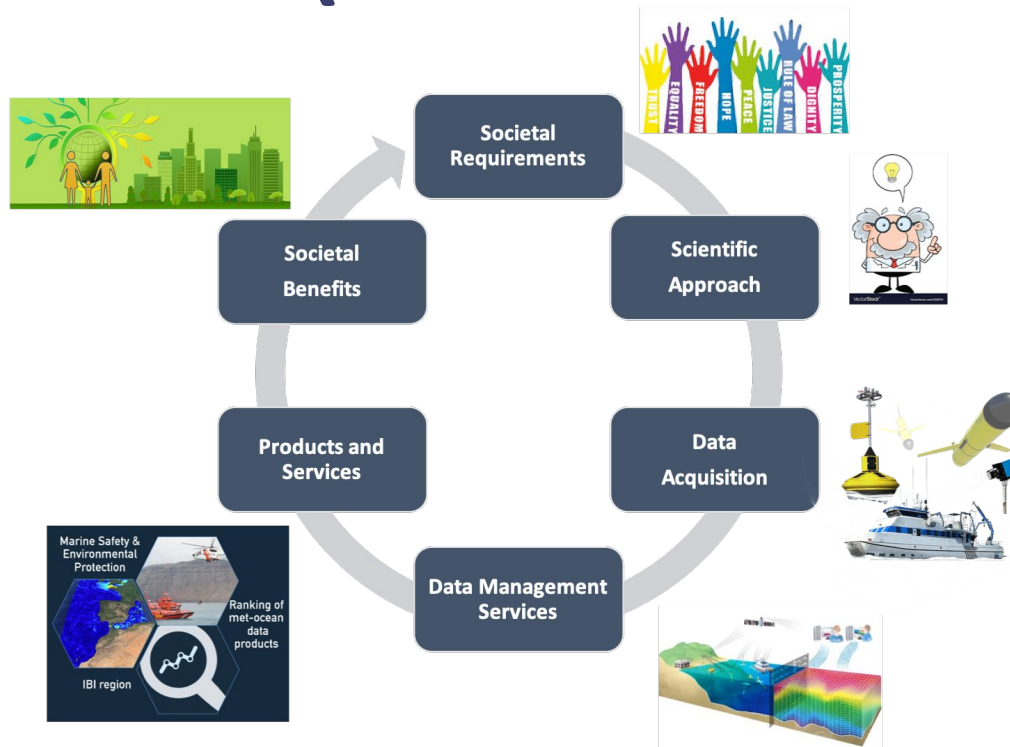 TRUST
EQUALITY
FREEDOM
HOPE
PEACE
JUSTICE
RULE OF LAW
DIGNITY
PROSPERITY
Societal
Requirements
Scientific
Approach
VectorStock®
Data
Acquisition
Data Management
Services
Products and
Services
Marine Safety &
Environmental
Protection
Ranking of
met-ocean
data
products
IBI region
Societal
Benefits